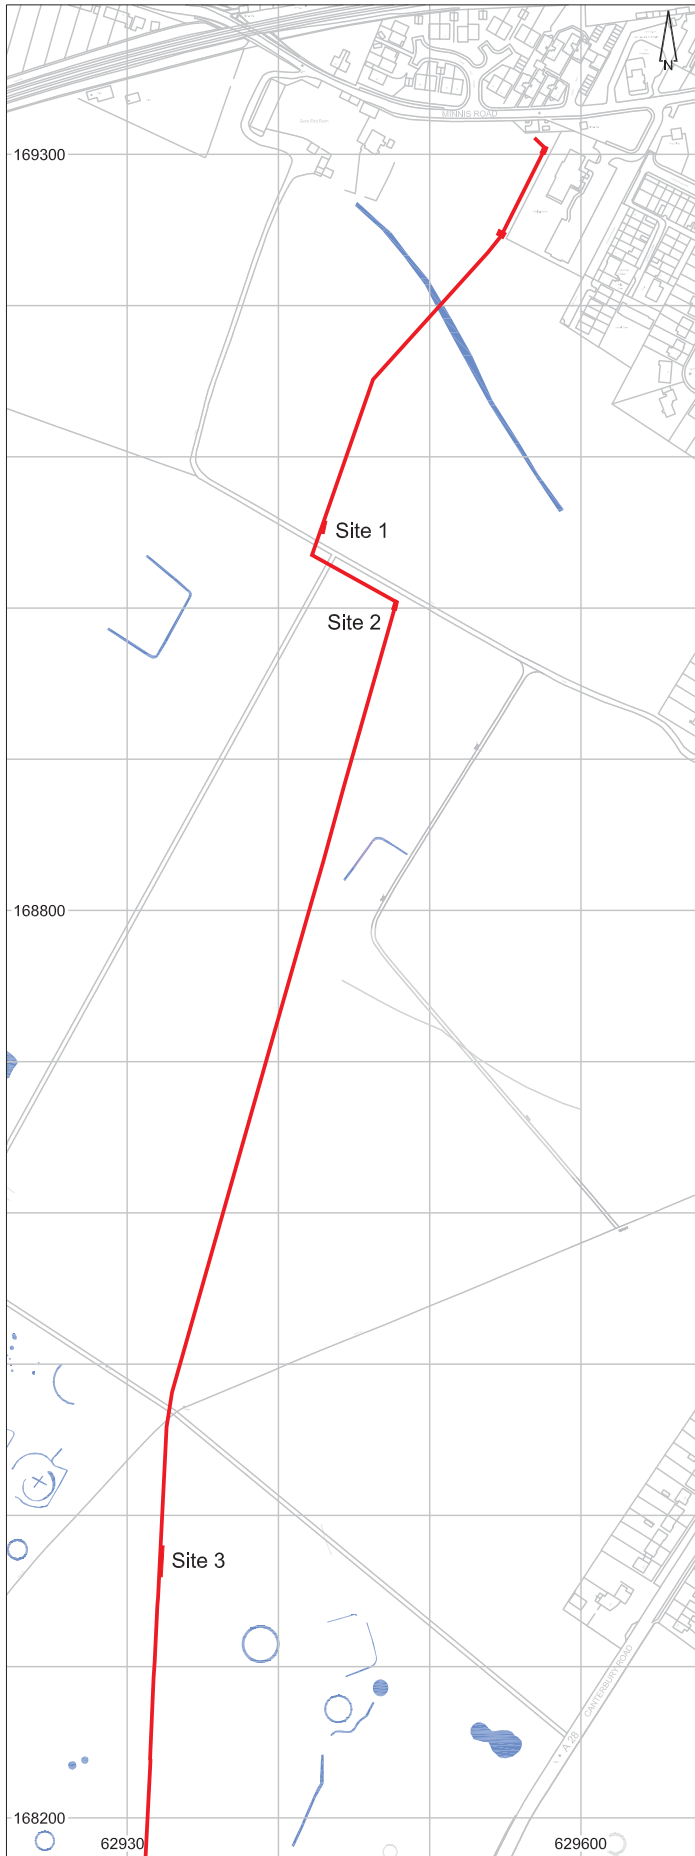 N
MINNIS ROAD
169300
Site 1
Site 2
168800
Site 3
CANTERBURY ROAD
A 28
168200
62930
629600